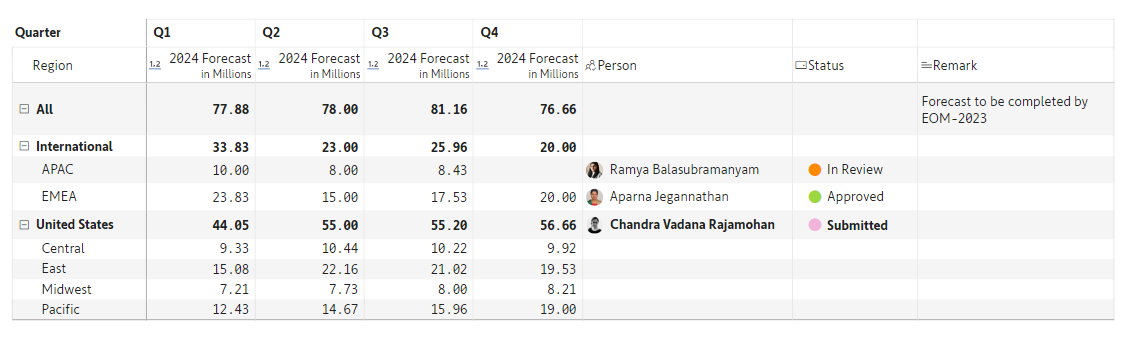 Quarter Q1 Q2 Q3 Q4
Region 1.2 2024 Forecast in Millions 1.2 2024 Forecast in Millions 1.2 2024 Forecast in Millions 1.2 2024 Forecast in Millions Person Status Remark
All 77.88 78.00 81.16 76.66 Forecast to be completed by EOM-2023
International 33.83 23.00 25.96 20.00
APAC 10.00 8.00 8.43 Ramya Balasubramanyam In Review
EMEA 23.83 15.00 17.53 20.00 Aparna Jegannathan Approved
United States 44.05 55.00 55.20 56.66 Chandra Vadana Rajamohan Submitted
Central 9.33 10.44 10.22 9.92
East 15.08 22.16 21.02 19.53
Midwest 7.21 7.73 8.00 8.21
Pacific 12.43 14.67 15.96 19.00